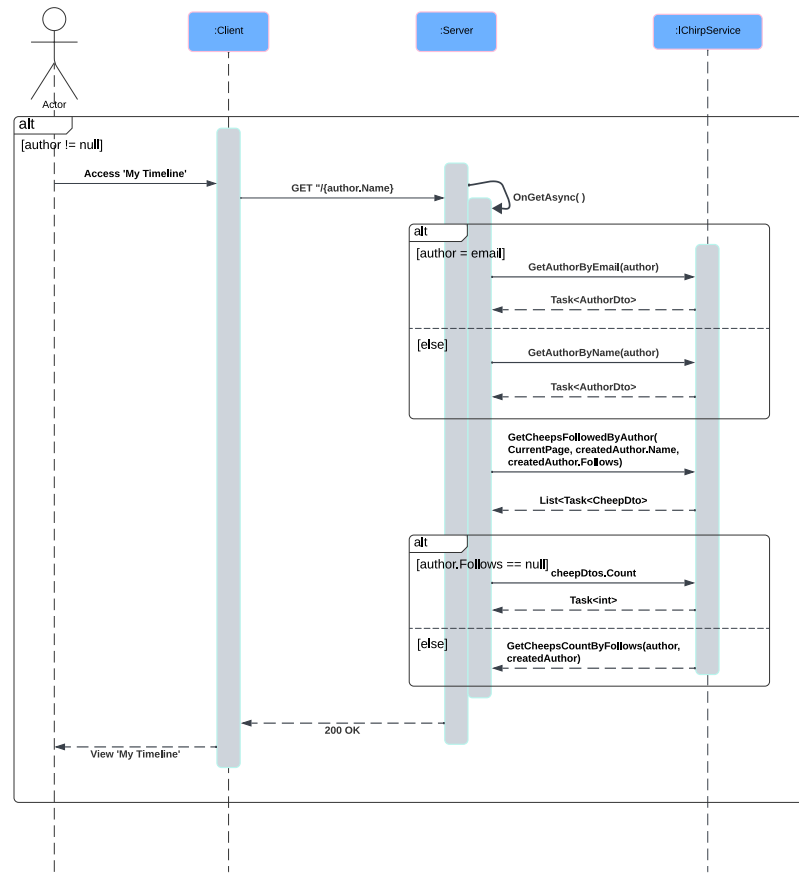 :Client
:Server
:IChirpService
Actor
alt
[author != null]
Access 'My Timeline'
GET "/{author.Name}
OnGetAsync( )
alt
[author = email]
GetAuthorByEmail(author)
Task<AuthorDto>
[else]
GetAuthorByName(author)
Task<AuthorDto>
GetCheepsFollowedByAuthor(
CurrentPage, createdAuthor.Name,
createdAuthor.Follows)
List<Task<CheepDto>
alt
[author.Follows == null]
cheepDtos.Count
Task<int>
[else]
GetCheepsCountByFollows(author,
createdAuthor)
200 OK
View 'My Timeline'